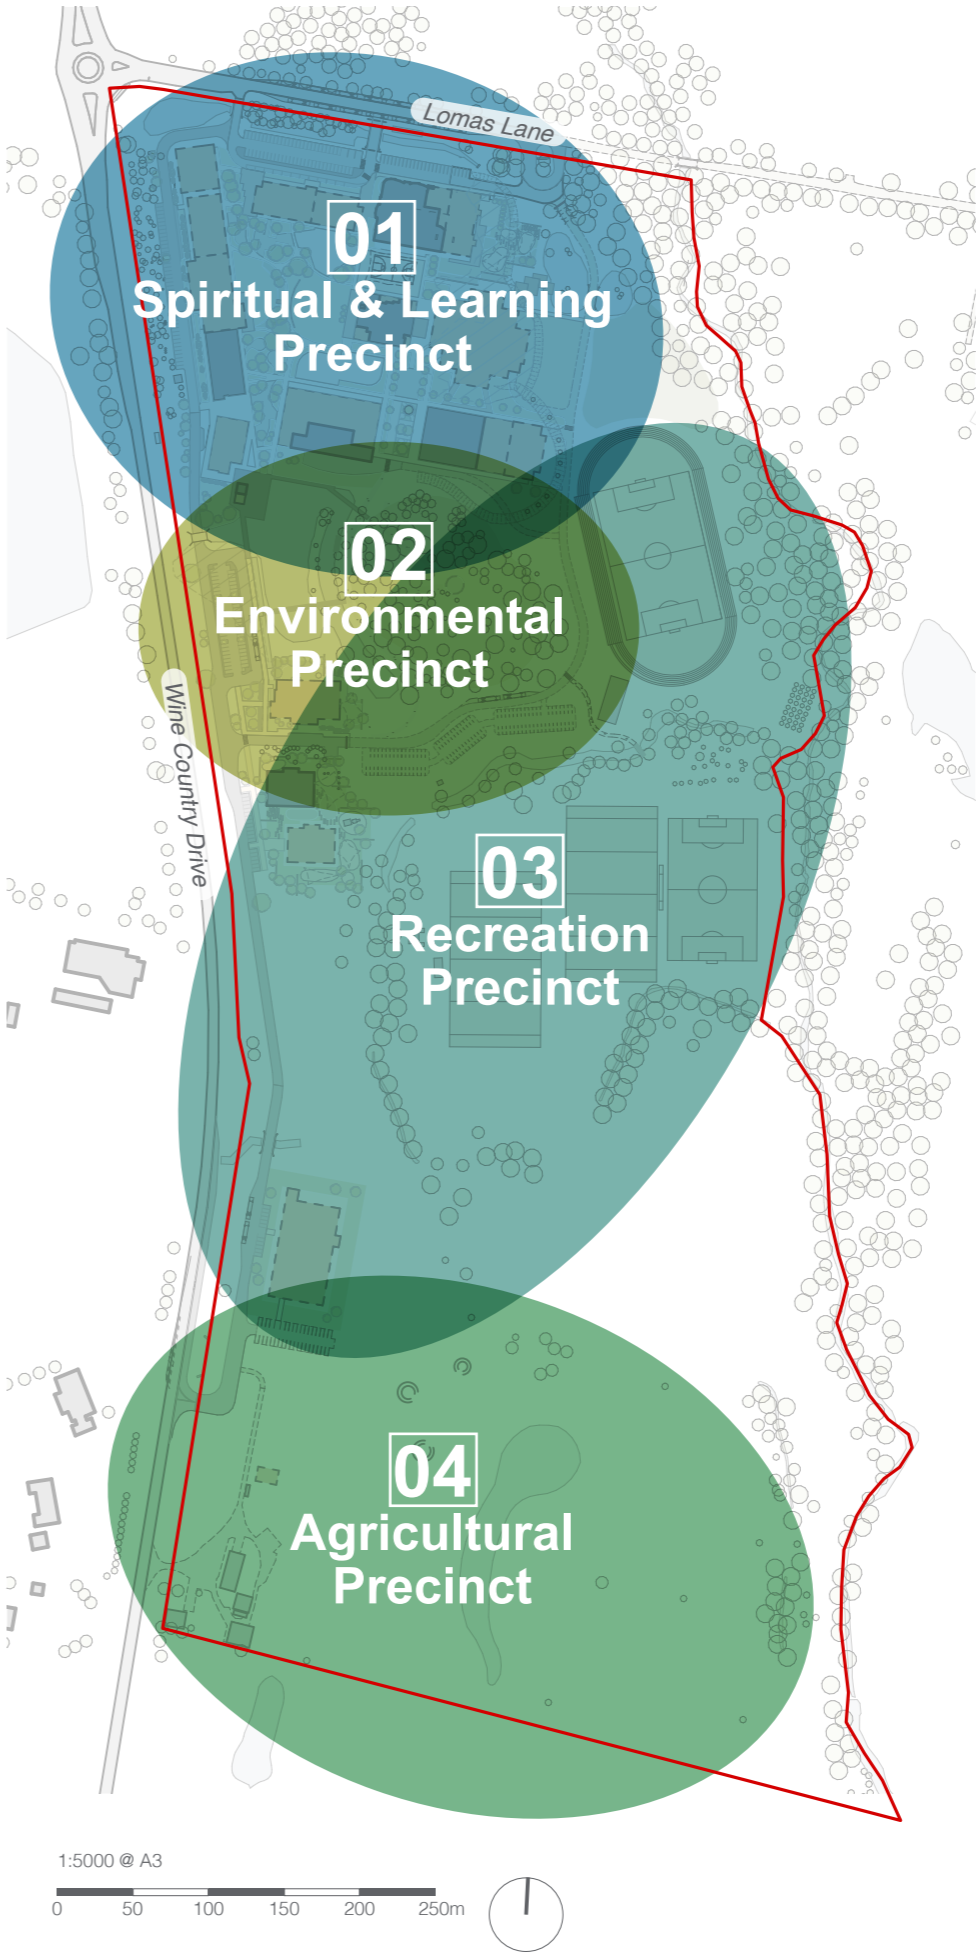 Lomas Lane
01
Spiritual & Learning
Precinct
02
Environmental
Precinct
Wine Country Drive
03
Recreation
Precinct
04
Agricultural
Precinct
1:5000 @ A3
0 50 100 150 200 250m